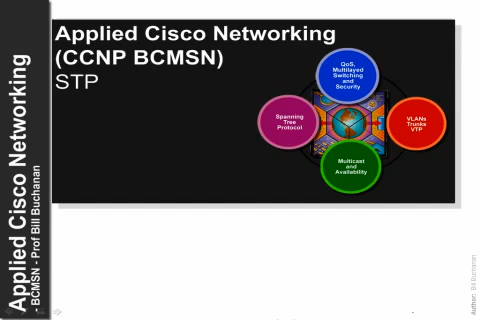 Applied Cisco Networking
(CCNP BCMSN)
STP
QoS,
Multilayed
Switching
and
Security
Spanning
Tree
Protocol
VLANs
Trunks
VTP
Multicast
and
Availability
Applied Cisco Networking
- BCMSN - Prof Bill Buchanan
Author: Bill Buchanan